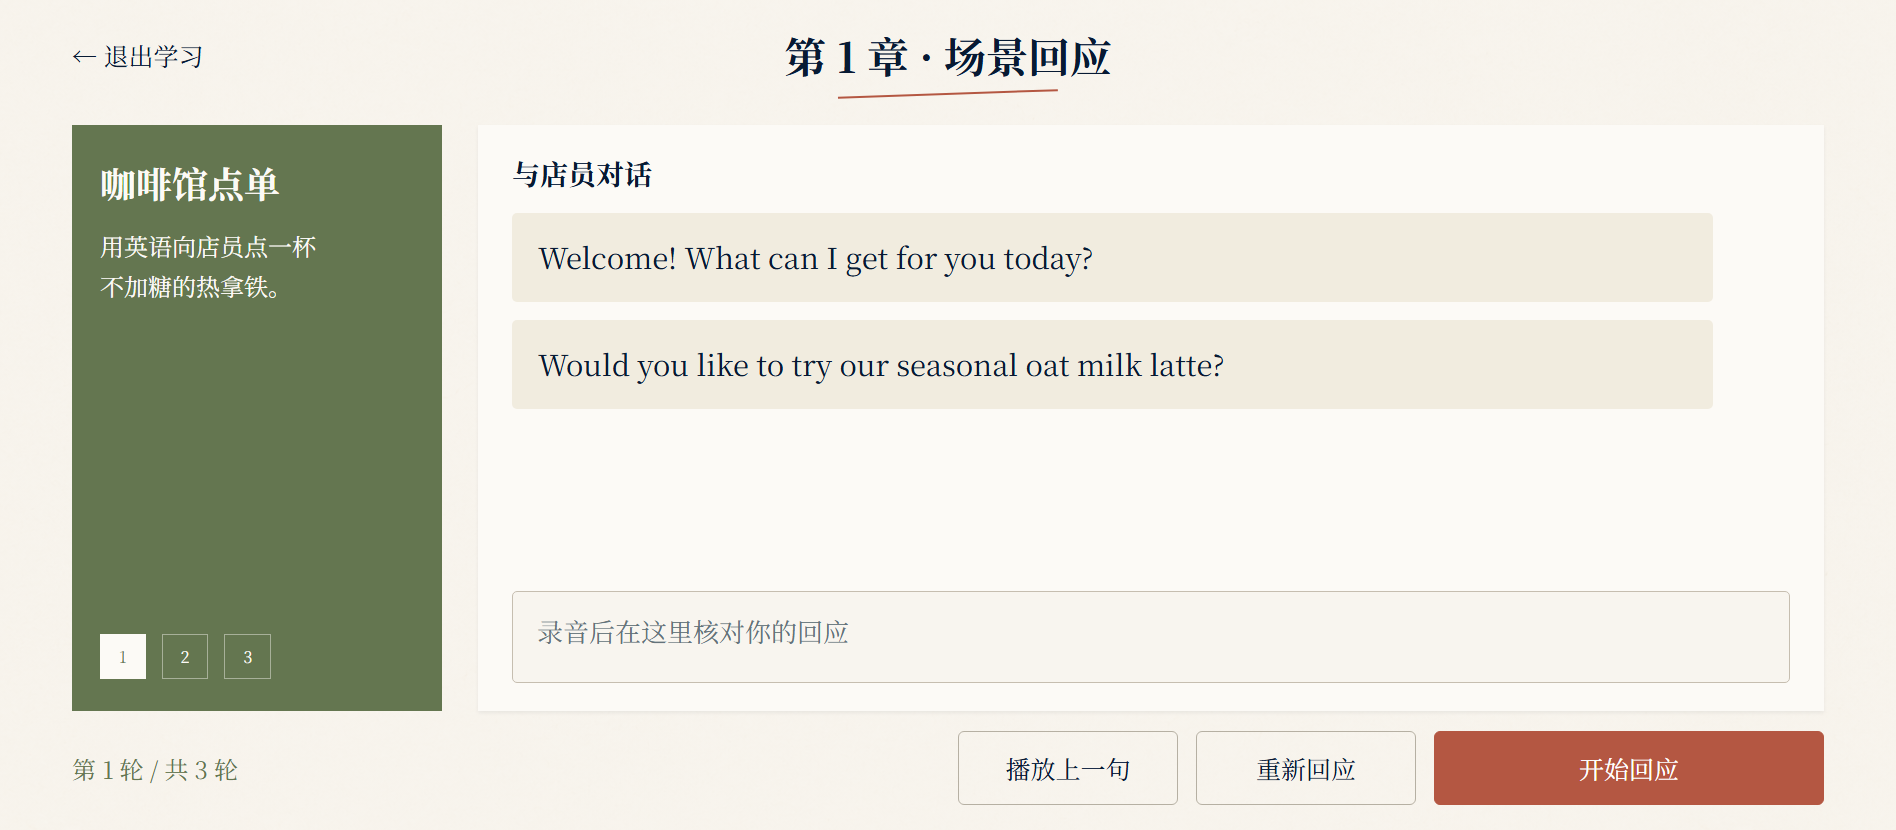 ← 退出学习
第 1 章 · 场景回应
咖啡馆点单
用英语向店员点一杯
不加糖的热拿铁。
1 2 3
与店员对话
Welcome! What can I get for you today?
Would you like to try our seasonal oat milk latte?
录音后在这里核对你的回应
第 1 轮 / 共 3 轮
播放上一句
重新回应
开始回应